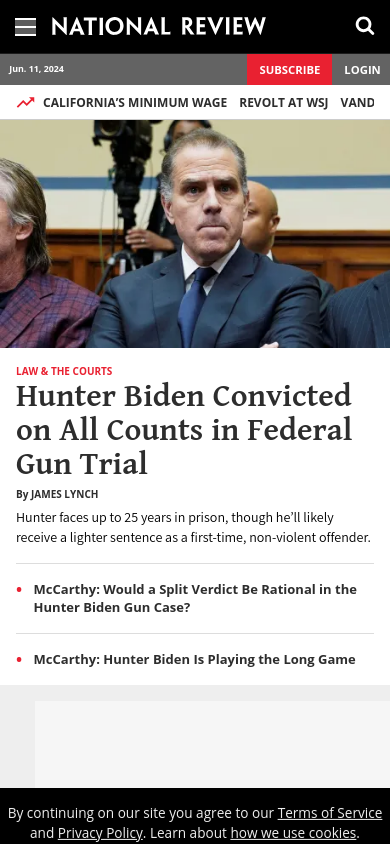 NATIONAL REVIEW
Jun. 11, 2024
SUBSCRIBE
LOGIN
CALIFORNIA'S MINIMUM WAGE REVOLT AT WSJ VAND
LAW & THE COURTS
Hunter Biden Convicted
on All Counts in Federal
Gun Trial
By JAMES LYNCH
Hunter faces up to 25 years in prison, though he'll likely
receive a lighter sentence as a first-time, non-violent offender.
• McCarthy: Would a Split Verdict Be Rational in the
Hunter Biden Gun Case?
• McCarthy: Hunter Biden Is Playing the Long Game
By continuing on our site you agree to our Terms of Service
and Privacy Policy. Learn about how we use cookies.